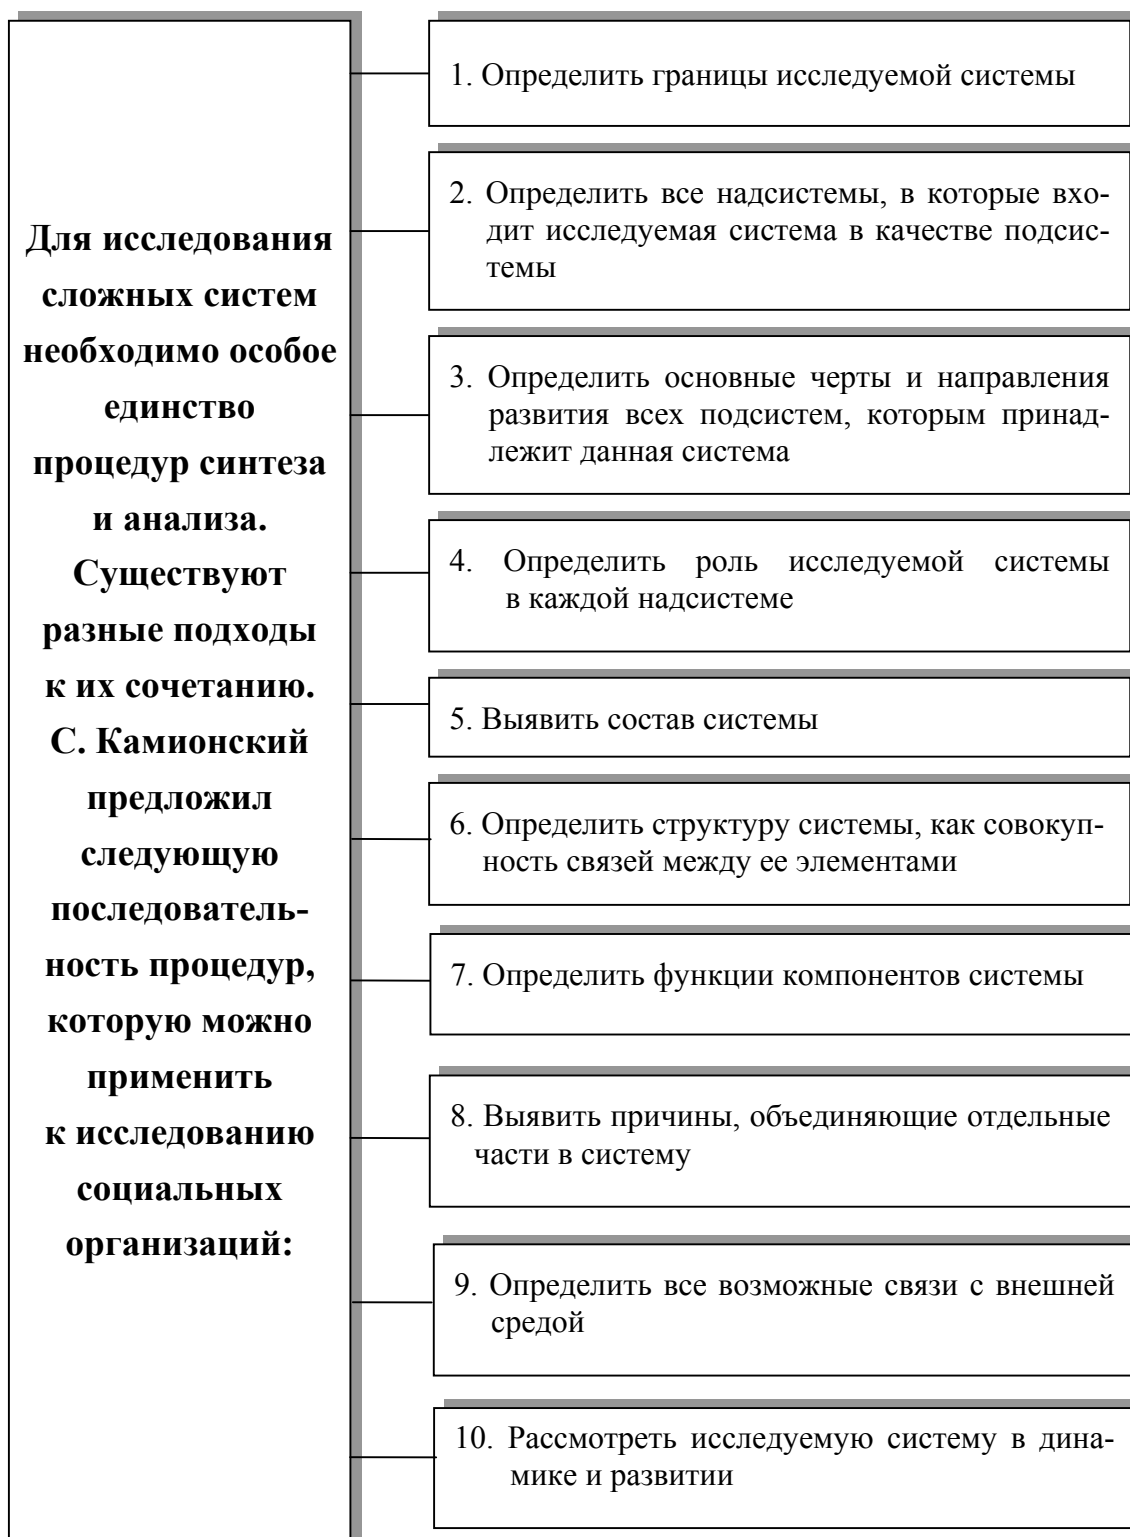 Для исследования
сложных систем
необходимо особое
единство
процедур синтеза
и анализа.
Существуют
разные подходы
к их сочетанию.
С. Камионский
предложил
следующую
последователь-
ность процедур,
которую можно
применить
к исследованию
социальных
организаций:
1. Определить границы исследуемой системы
2. Определить все надсистемы, в которые вхо-
дит исследуемая система в качестве подсис-
темы
3. Определить основные черты и направления
развития всех подсистем, которым принад-
лежит данная система
4. Определить роль исследуемой системы
в каждой надсистеме
5. Выявить состав системы
6. Определить структуру системы, как совокуп-
ность связей между ее элементами
7. Определить функции компонентов системы
8. Выявить причины, объединяющие отдельные
части в систему
9. Определить все возможные связи с внешней
средой
10. Рассмотреть исследуемую систему в дина-
мике и развитии